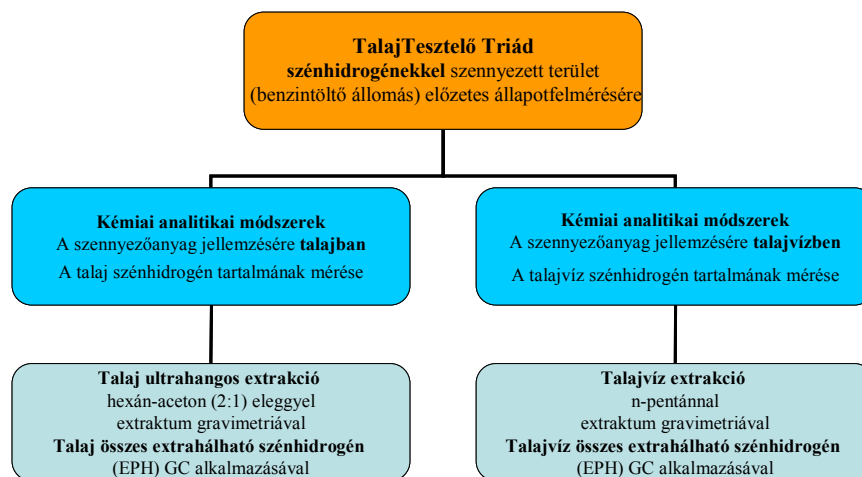 TalajTesztelő Triád
szénhidrogénekkel szennyezett terület
(benzintöltő állomás) előzetes állapotfelmérésére
Kémiai analitikai módszerek
A szennyezőanyag jellemzésére talajban
A talaj szénhidrogén tartalmának mérése
Kémiai analitikai módszerek
A szennyezőanyag jellemzésére talajvízben
A talajvíz szénhidrogén tartalmának mérése
Talaj ultrahangos extrakció
hexán-aceton (2:1) eleggyel
extraktum gravimetriával
Talaj összes extrahálható szénhidrogén
(EPH) GC alkalmazásával
Talajvíz extrakció
n-pentánnal
extraktum gravimetriával
Talajvíz összes extrahálható szénhidrogén
(EPH) GC alkalmazásával